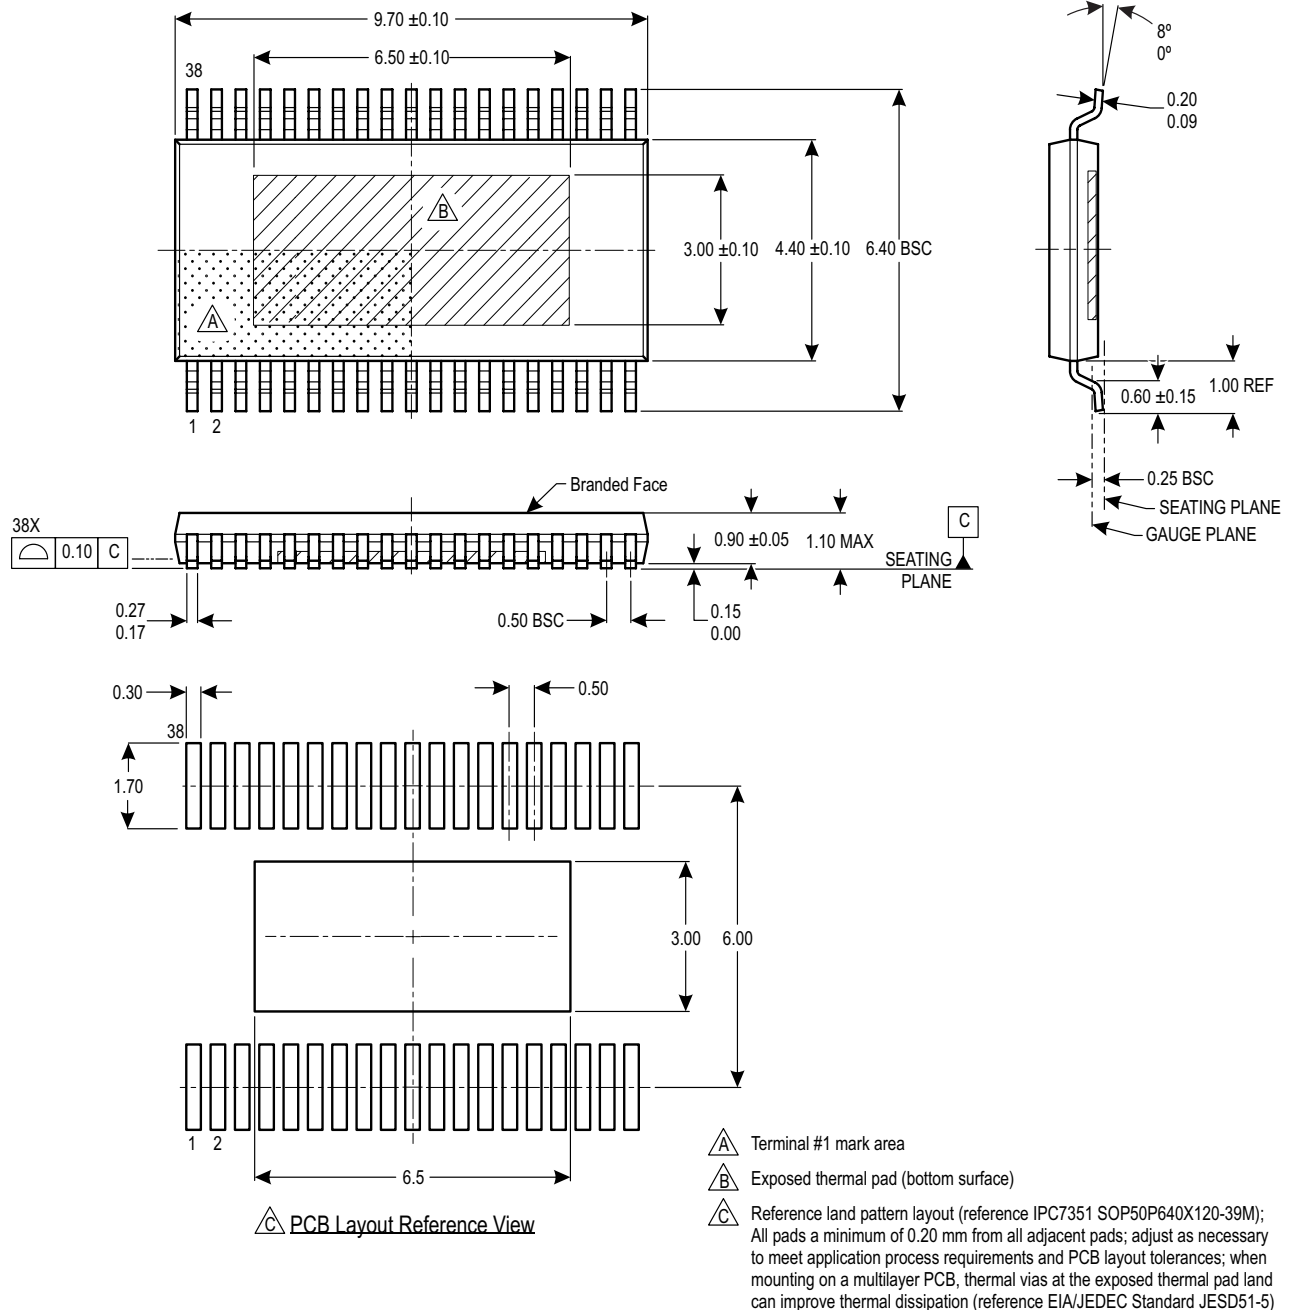 9.70 ±0.10
6.50 ±0.10
38
8º
0º
0.20
0.09
B
3.00 ±0.10
4.40 ±0.10
6.40 BSC
A
1 2
0.60 ±0.15
1.00 REF
0.25 BSC
SEATING PLANE
GAUGE PLANE
Branded Face
38X
0.10 C
0.90 ±0.05
1.10 MAX
C
SEATING
PLANE
0.27
0.17
0.50 BSC
0.15
0.00
0.30
0.50
38
1.70
3.00
6.00
1 2
6.5
C PCB Layout Reference View
A Terminal #1 mark area
B Exposed thermal pad (bottom surface)
C Reference land pattern layout (reference IPC7351 SOP50P640X120-39M);
All pads a minimum of 0.20 mm from all adjacent pads; adjust as necessary
to meet application process requirements and PCB layout tolerances; when
mounting on a multilayer PCB, thermal vias at the exposed thermal pad land
can improve thermal dissipation (reference EIA/JEDEC Standard JESD51-5)